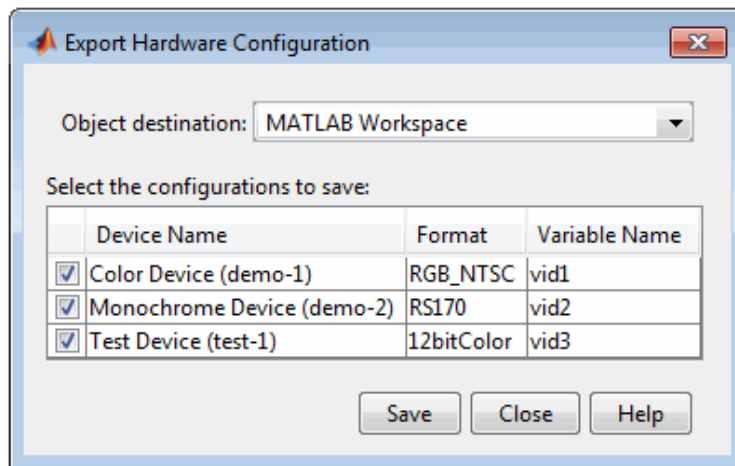 Export Hardware Configuration
Object destination: MATLAB Workspace
Select the configurations to save:
Device Name Format Variable Name
Color Device (demo-1) RGB_NTSC vid1
Monochrome Device (demo-2) RS170 vid2
Test Device (test-1) 12bitColor vid3
Save Close Help